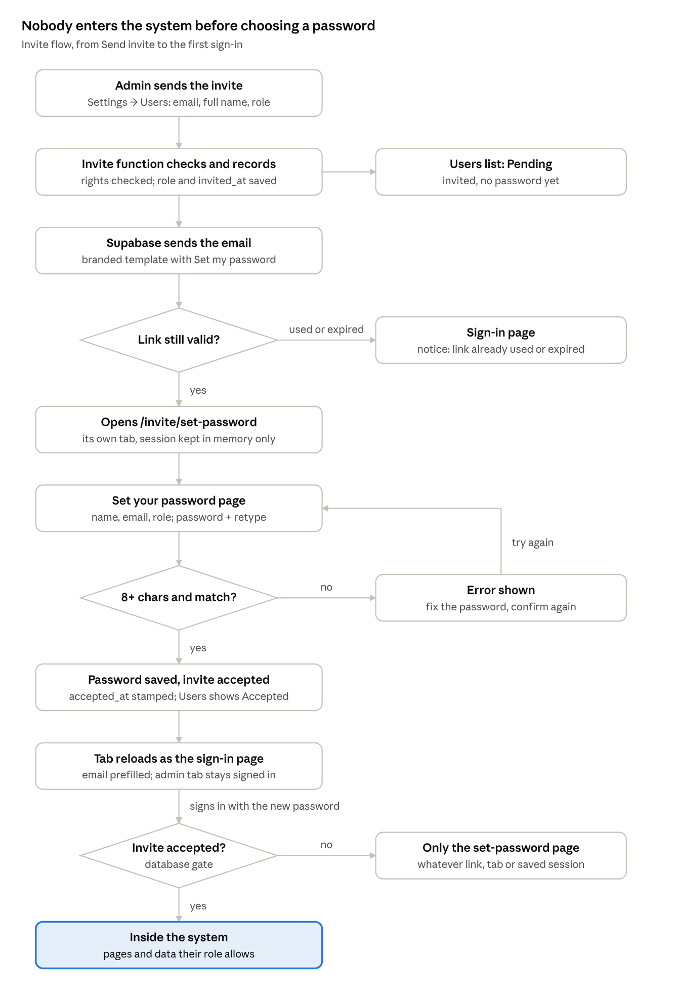 Nobody enters the system before choosing a password
Invite flow, from Send invite to the first sign-in
Admin sends the invite
Settings → Users: email, full name, role
Invite function checks and records
rights checked; role and invited_at saved
Users list: Pending
invited, no password yet
Supabase sends the email
branded template with Set my password
Link still valid?
used or expired
Sign-in page
notice: link already used or expired
yes
Opens /invite/set-password
its own tab, session kept in memory only
Set your password page
name, email, role; password + retype
try again
8+ chars and match?
no
Error shown
fix the password, confirm again
yes
Password saved, invite accepted
accepted_at stamped; Users shows Accepted
Tab reloads as the sign-in page
email prefilled; admin tab stays signed in
signs in with the new password
Invite accepted?
database gate
no
Only the set-password page
whatever link, tab or saved session
yes
Inside the system
pages and data their role allows